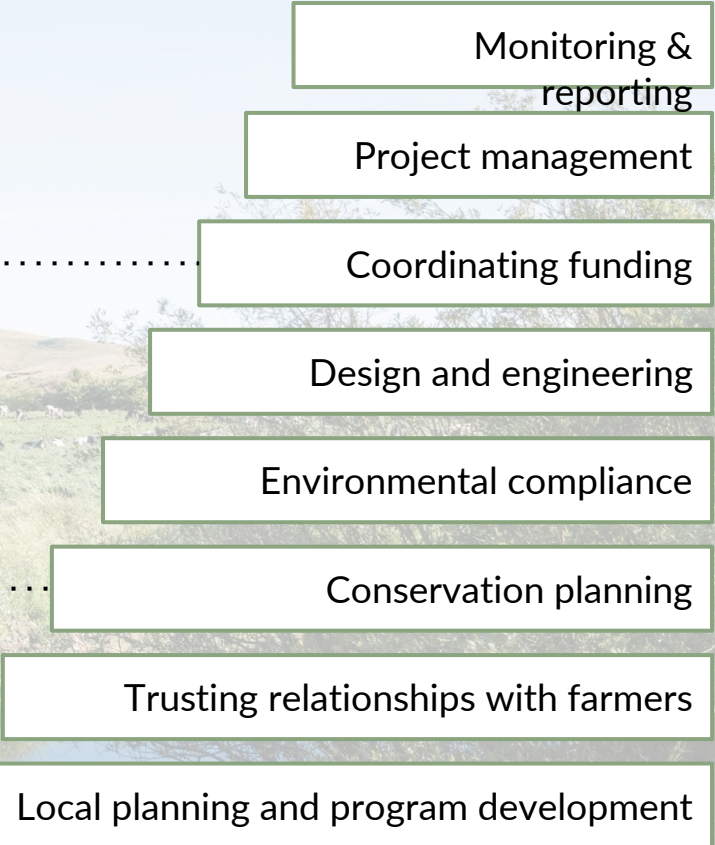 Monitoring &
reporting
Project management
Coordinating funding
Design and engineering
Environmental compliance
Conservation planning
Trusting relationships with farmers
Local planning and program development